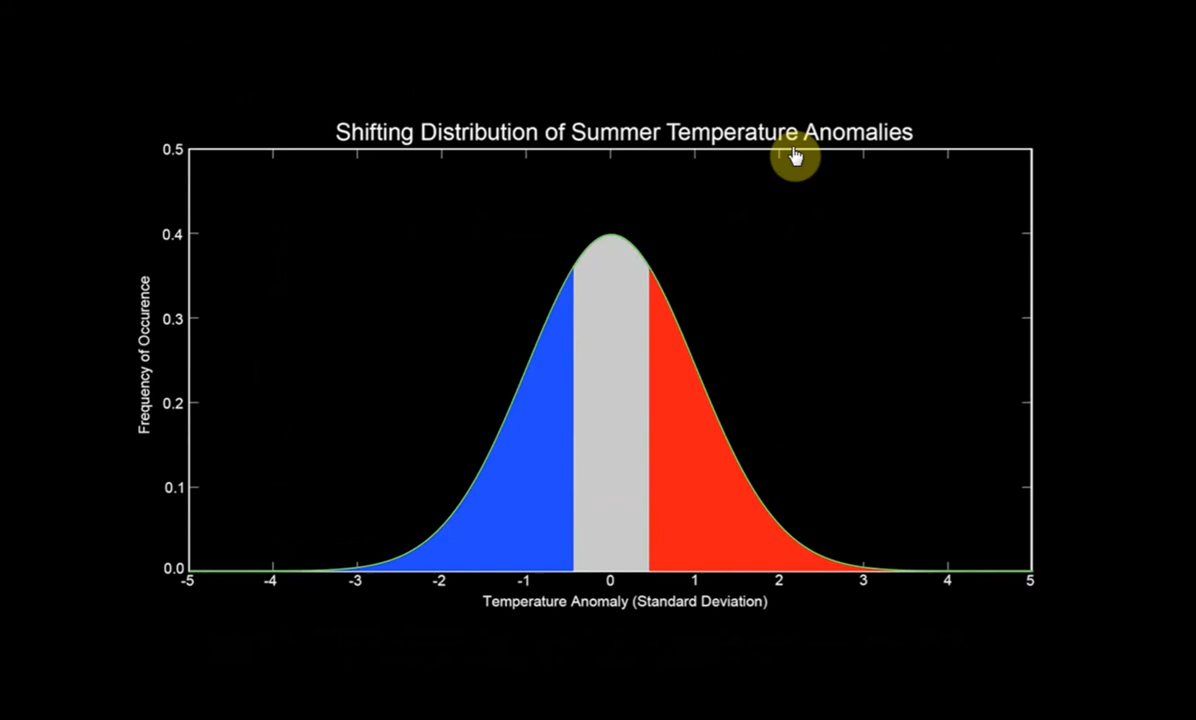 Shifting Distribution of Summer Temperature Anomalies
0.5
0.4
0.3
0.2
0.1
0.0
Frequency of Occurence
-5 -4 -3 -2 -1 0 1 2 3 4 5
Temperature Anomaly (Standard Deviation)